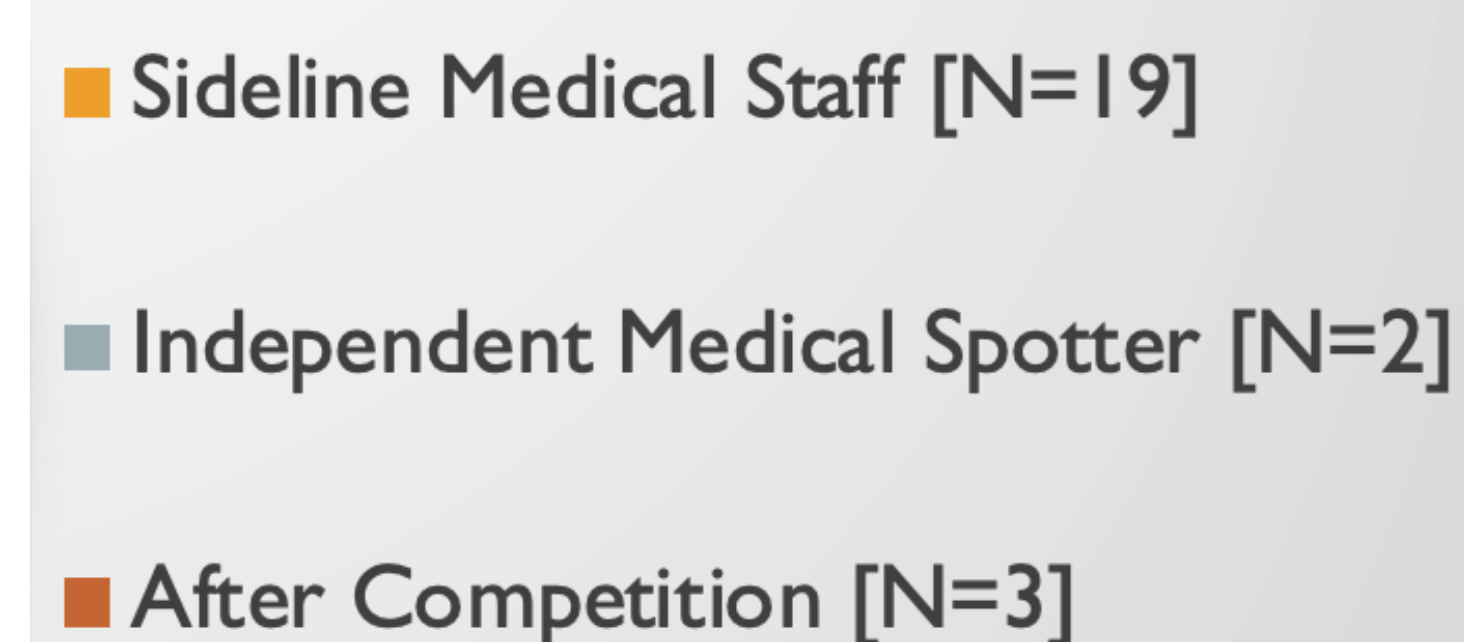 Sideline Medical Staff [N=19]
Independent Medical Spotter [N=2]
After Competition [N=3]